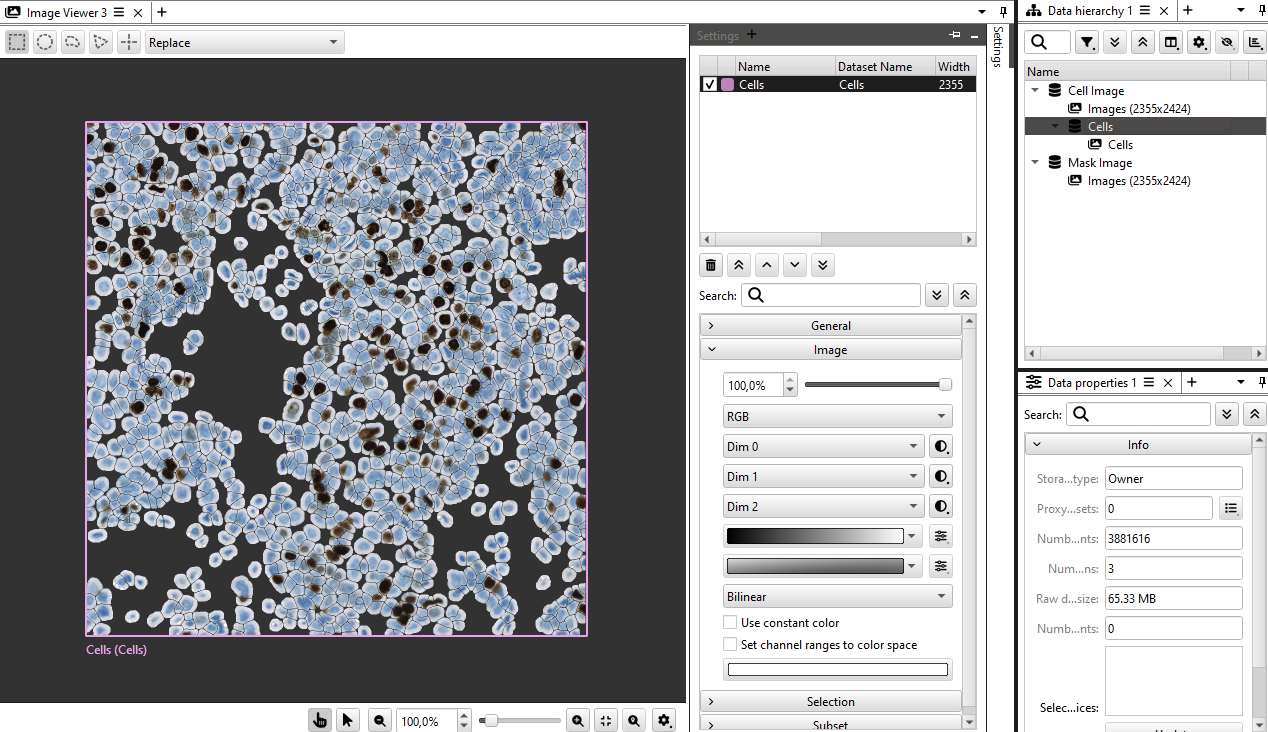 Image Viewer 3
Replace
Cells (Cells)
100,0%
Settings
Settings
Name Dataset Name Width
Cells Cells 2355
Search:
General
Image
100,0%
RGB
Dim 0
Dim 1
Dim 2
Bilinear
Use constant color
Set channel ranges to color space
Selection
Subset
Data hierarchy 1
Name
Cell Image
Images (2355x2424)
Cells
Cells
Mask Image
Images (2355x2424)
Data properties 1
Search:
Info
Stora...type: Owner
Proxy...sets: 0
Numb...nts: 3881616
Num...ns: 3
Raw d...size: 65.33 MB
Numb...nts: 0
Selec...ices: